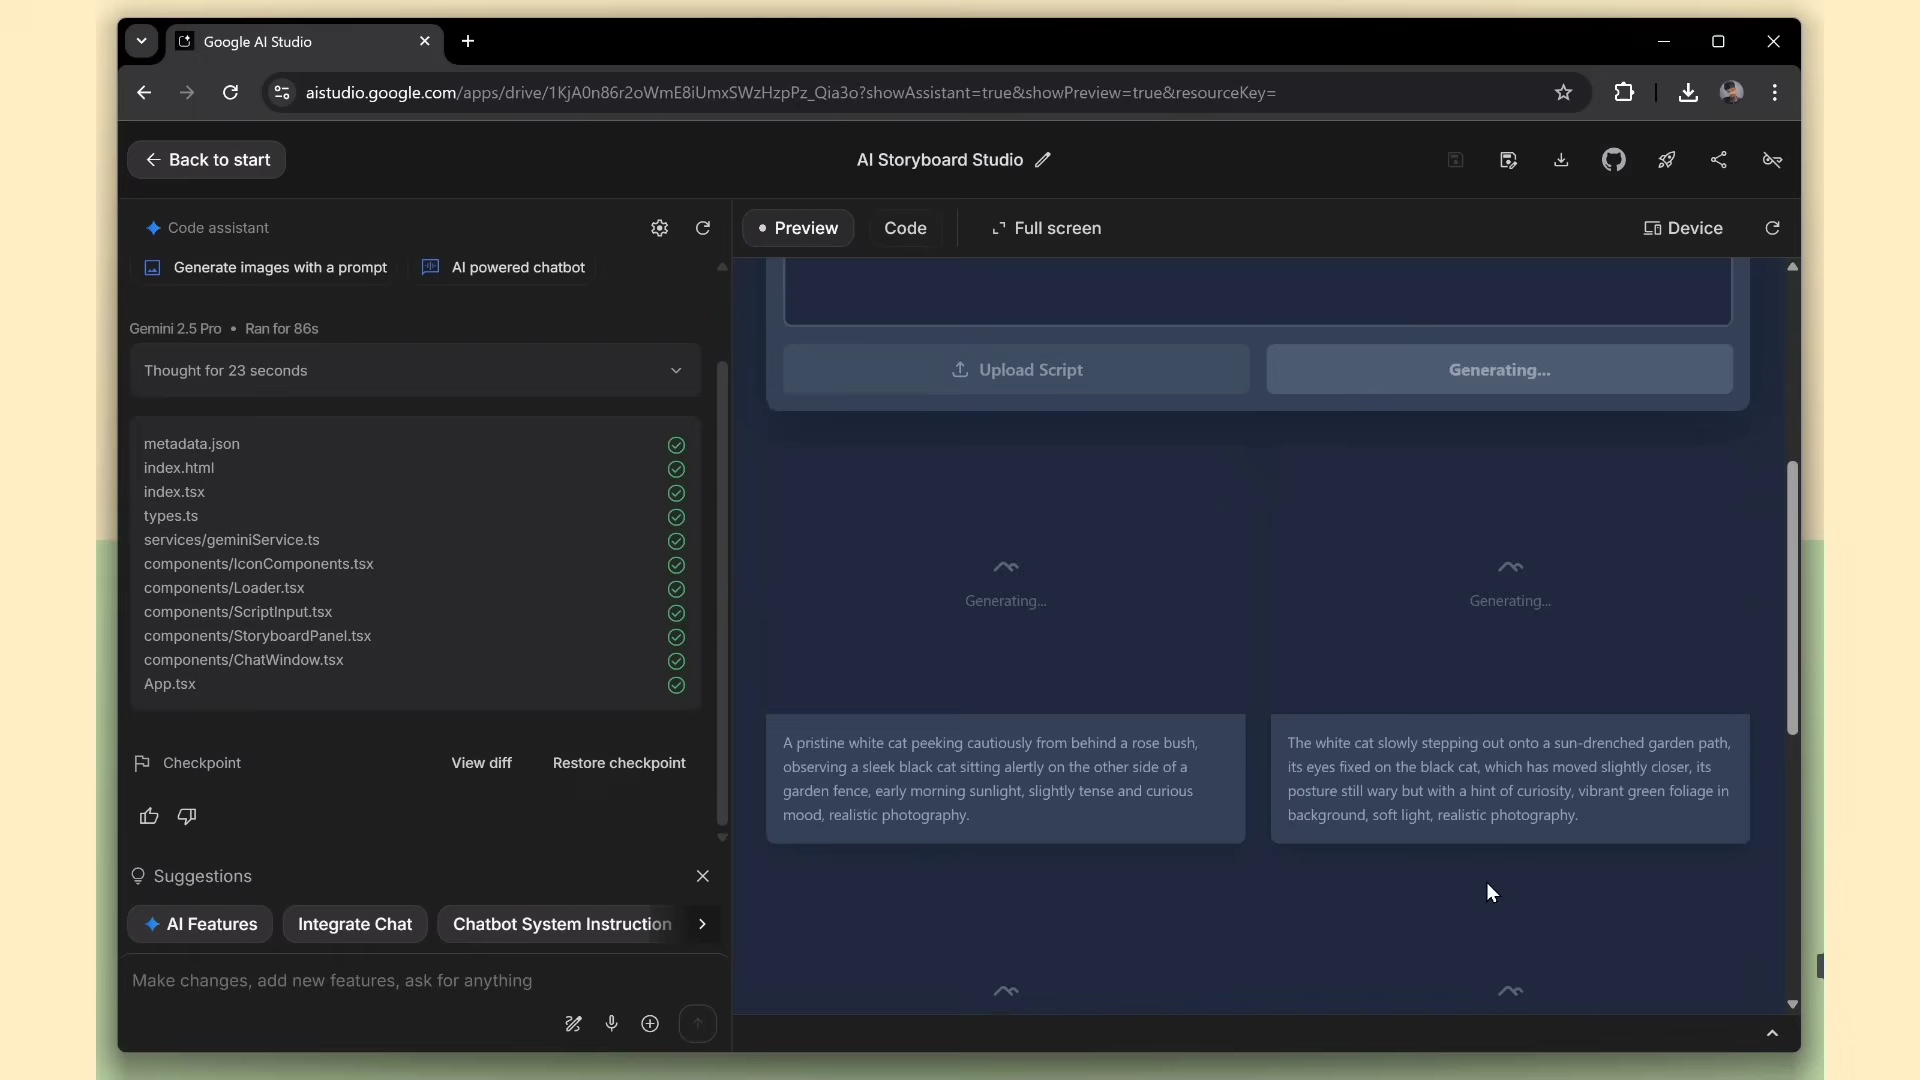 Google AI Studio
aistudio.google.com/apps/drive/1KjA0n86r2oWmE8iUmxSWzHzpPz_Qia3o?showAssistant=true&showPreview=true&resourceKey=
Back to start
AI Storyboard Studio
Code assistant
Preview
Code
Full screen
Device
Generate images with a prompt
AI powered chatbot
Gemini 2.5 Pro • Ran for 86s
Thought for 23 seconds
metadata.json
index.html
index.tsx
types.ts
services/geminiService.ts
components/IconComponents.tsx
components/Loader.tsx
components/ScriptInput.tsx
components/StoryboardPanel.tsx
components/ChatWindow.tsx
App.tsx
Checkpoint
View diff
Restore checkpoint
Suggestions
AI Features
Integrate Chat
Chatbot System Instruction
Make changes, add new features, ask for anything
Upload Script
Generating...
Generating...
Generating...
A pristine white cat peeking cautiously from behind a rose bush,
observing a sleek black cat sitting alertly on the other side of a
garden fence, early morning sunlight, slightly tense and curious
mood, realistic photography.
The white cat slowly stepping out onto a sun-drenched garden path,
its eyes fixed on the black cat, which has moved slightly closer, its
posture still wary but with a hint of curiosity, vibrant green foliage in
background, soft light, realistic photography.